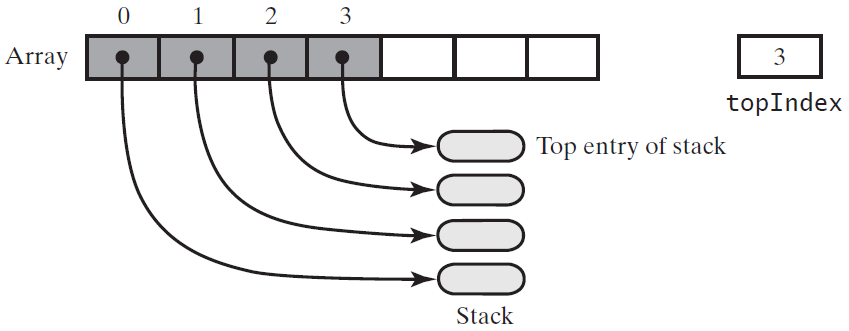 0 1 2 3
Array
3
topIndex
Top entry of stack
Stack